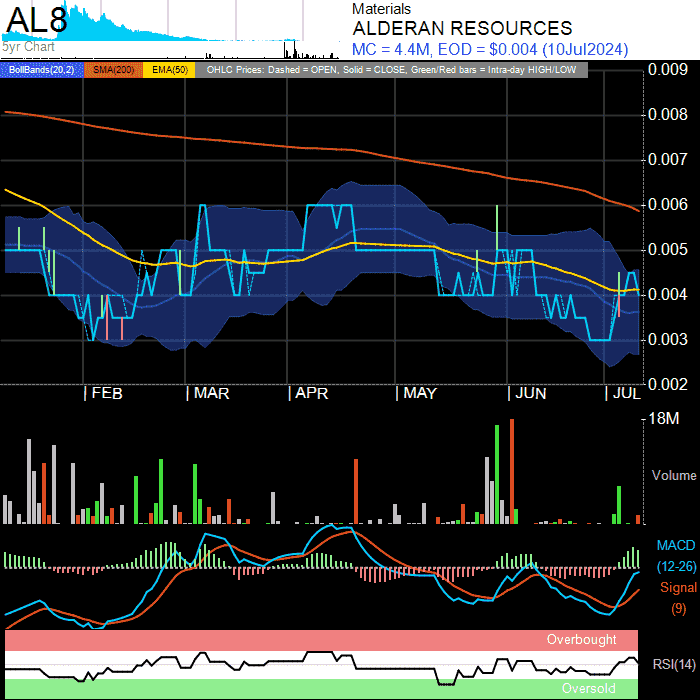 AL8
5yr Chart
Materials
ALDERAN RESOURCES
MC = 4.4M, EOD = $0.004 (10Jul2024)
BollBands(20,2) SMA(200) EMA(50) OHLC Prices: Dashed = OPEN, Solid = CLOSE, Green/Red bars = Intra-day HIGH/LOW
0.009
0.008
0.007
0.006
0.005
0.004
0.003
0.002
FEB MAR APR MAY JUN JUL
18M
Volume
MACD
(12-26)
Signal
(9)
Overbought
RSI(14)
Oversold